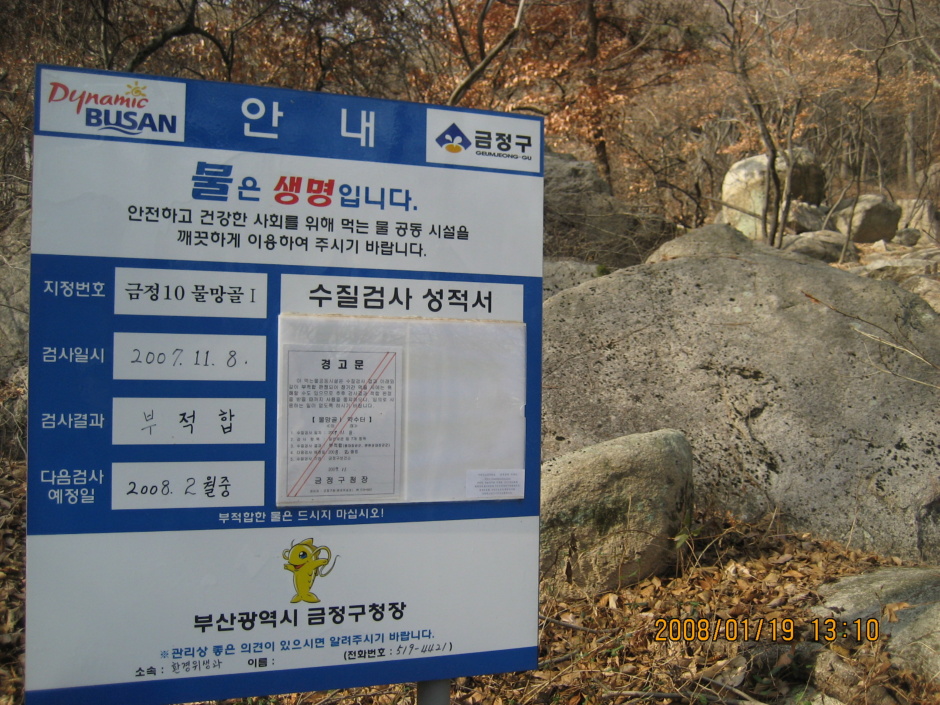 Dynamic
BUSAN
안 내
금정구
GEUMJEONG-GU
물은 생명입니다.
안전하고 건강한 사회를 위해 먹는 물 공동 시설을
깨끗하게 이용하여 주시기 바랍니다.
지정번호 금정10 물망골 I
수질검사 성적서
검사일시 2007. 11. 8.
검사결과 부적합
다음검사
예정일
2008. 2월중
경고문
【물망골Ⅰ 약수터】
금정구청장
부적합한 물은 드시지 마십시오!
부산광역시 금정구청장
※관리상 좋은 의견이 있으시면 알려주시기 바랍니다.
소속 : 환경위생과 이름 : (전화번호 : 519-4421)
2008/01/19 13:10